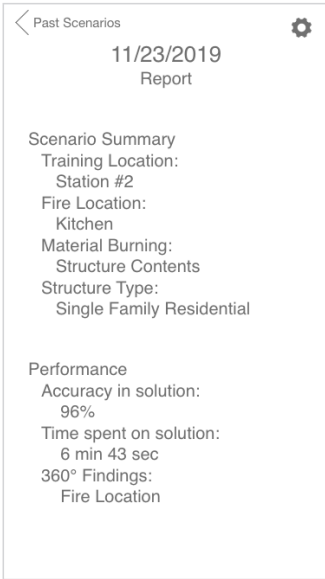 Past Scenarios
11/23/2019
Report
Scenario Summary
Training Location:
Station #2
Fire Location:
Kitchen
Material Burning:
Structure Contents
Structure Type:
Single Family Residential
Performance
Accuracy in solution:
96%
Time spent on solution:
6 min 43 sec
360° Findings:
Fire Location